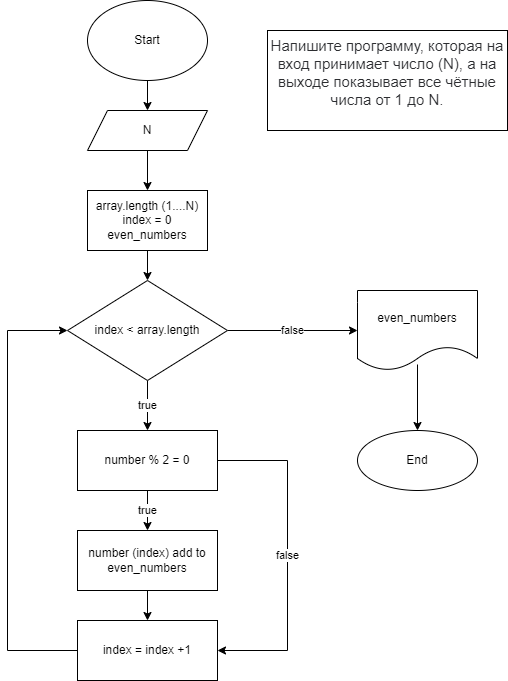 Start
Напишите программу, которая на
вход принимает число (N), а на
выходе показывает все чётные
числа от 1 до N.
N
array.length (1....N)
index = 0
even_numbers
index < array.length
false
even_numbers
true
number % 2 = 0
End
true
number (index) add to
even_numbers
false
index = index +1